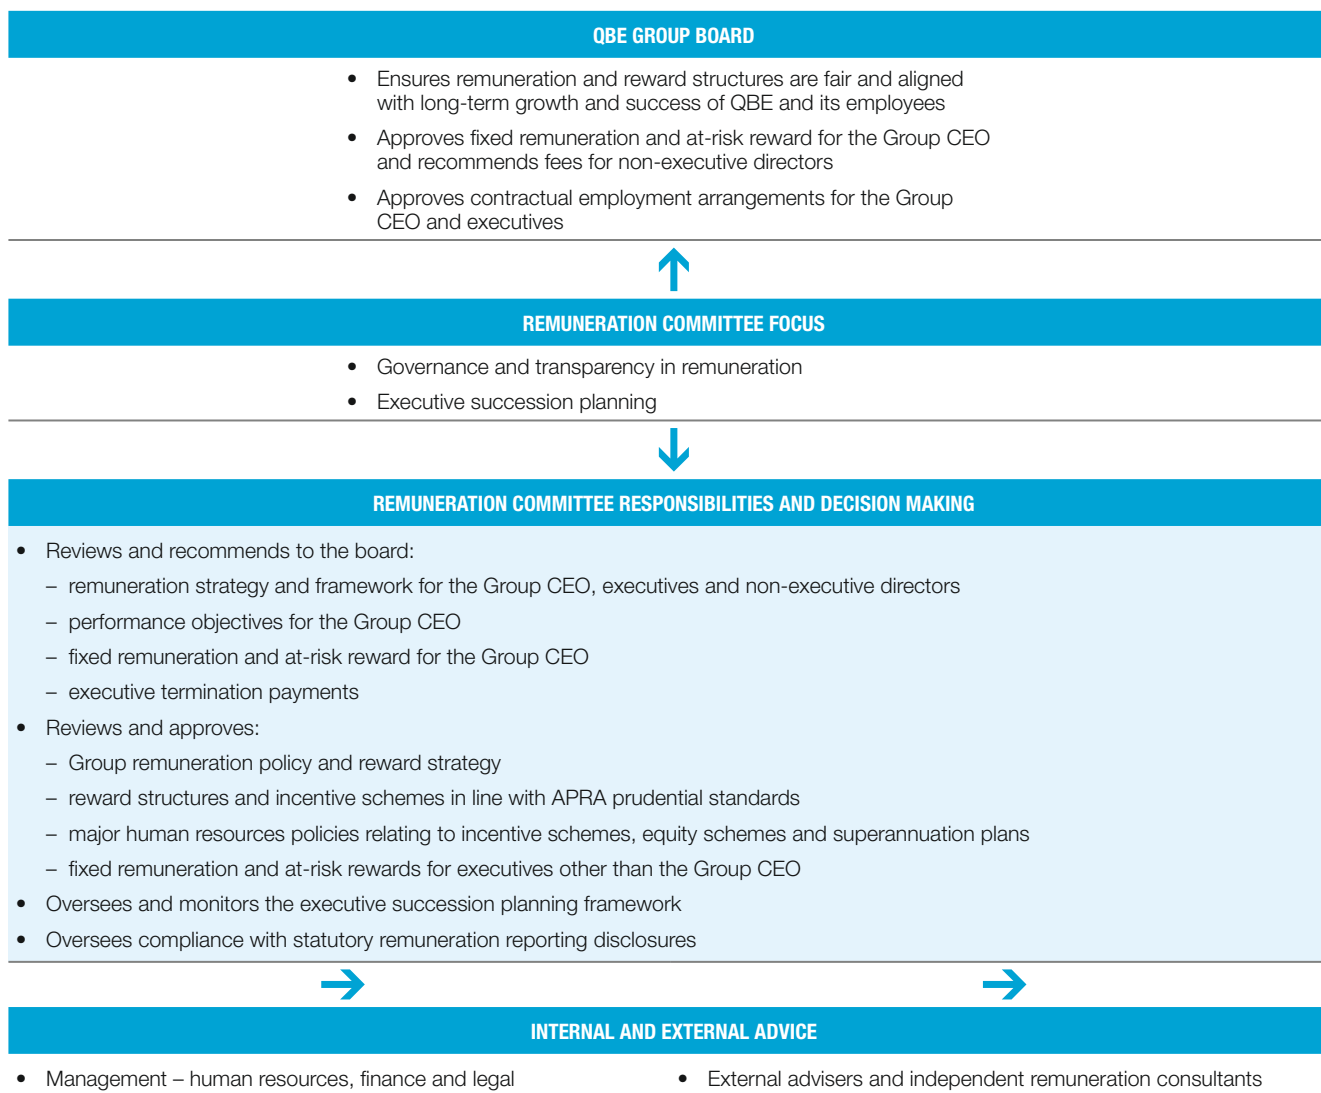 QBE GROUP BOARD
• Ensures remuneration and reward structures are fair and aligned
with long-term growth and success of QBE and its employees
• Approves fixed remuneration and at-risk reward for the Group CEO
and recommends fees for non-executive directors
• Approves contractual employment arrangements for the Group
CEO and executives
REMUNERATION COMMITTEE FOCUS
• Governance and transparency in remuneration
• Executive succession planning
REMUNERATION COMMITTEE RESPONSIBILITIES AND DECISION MAKING
• Reviews and recommends to the board:
– remuneration strategy and framework for the Group CEO, executives and non-executive directors
– performance objectives for the Group CEO
– fixed remuneration and at-risk reward for the Group CEO
– executive termination payments
• Reviews and approves:
– Group remuneration policy and reward strategy
– reward structures and incentive schemes in line with APRA prudential standards
– major human resources policies relating to incentive schemes, equity schemes and superannuation plans
– fixed remuneration and at-risk rewards for executives other than the Group CEO
• Oversees and monitors the executive succession planning framework
• Oversees compliance with statutory remuneration reporting disclosures
INTERNAL AND EXTERNAL ADVICE
• Management – human resources, finance and legal
• External advisers and independent remuneration consultants